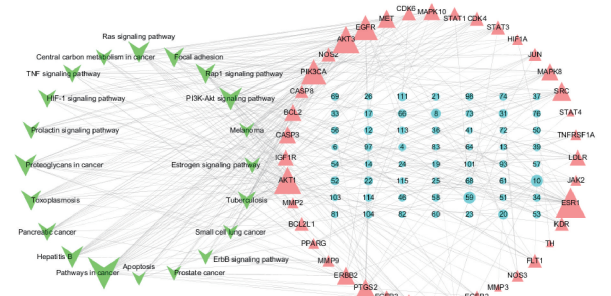 CDK6
MAPK10
STAT1
CDK4
MET
STAT3
EGFR
HIF1A
AKT3
Ras signaling pathway
NOS2
JUN
Central carbon metabolism in cancer
Focal adhesion
PIK3CA
MAPK8
TNF signaling pathway
Rap1 signaling pathway
CASP8
SRC
HIF-1 signaling pathway
PI3K-Akt signaling pathway
69 26 111 21 98 74 37
BCL2
33 17 66 8 73 31 76
STAT4
Prolactin signaling pathway
Melanoma
CASP3
56 12 113 36 41 72 50
TNFRSF1A
6 97 4 83 64 13 39
Proteoglycans in cancer
Estrogen signaling pathway
IGF1R
54 14 24 19 101 93 57
LDLR
AKT1
52 22 115 25 68 61 10
JAK2
Toxoplasmosis
Tuberculosis
MMP2
103 114 46 58 59 51 34
ESR1
81 104 82 60 23 20 53
BCL2L1
KDR
Pancreatic cancer
Small cell lung cancer
PPARG
TH
Hepatitis B
ErbB signaling pathway
MMP9
FLT1
Apoptosis
Pathways in cancer
Prostate cancer
ERBB2
NOS3
PTGS2
MMP3